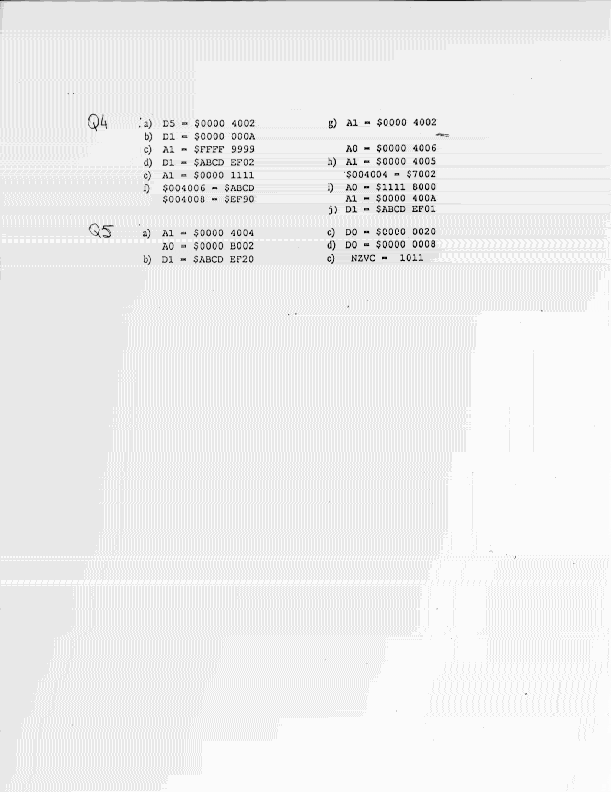 Q4
a) D5 = $0000 4002
b) D1 = $0000 000A
c) A1 = $FFFF 9999
d) D1 = $ABCD EF02
e) A1 = $0000 1111
f) $004006 = $ABCD
$004008 = $EF90
g) A1 = $0000 4002
A0 = $0000 4006
h) A1 = $0000 4005
$004004 = $7002
i) A0 = $1111 8000
A1 = $0000 400A
j) D1 = $ABCD EF01
Q5
a) A1 = $0000 4004
A0 = $0000 B002
b) D1 = $ABCD EF20
c) D0 = $0000 0020
d) D0 = $0000 0008
e) NZVC = 1011